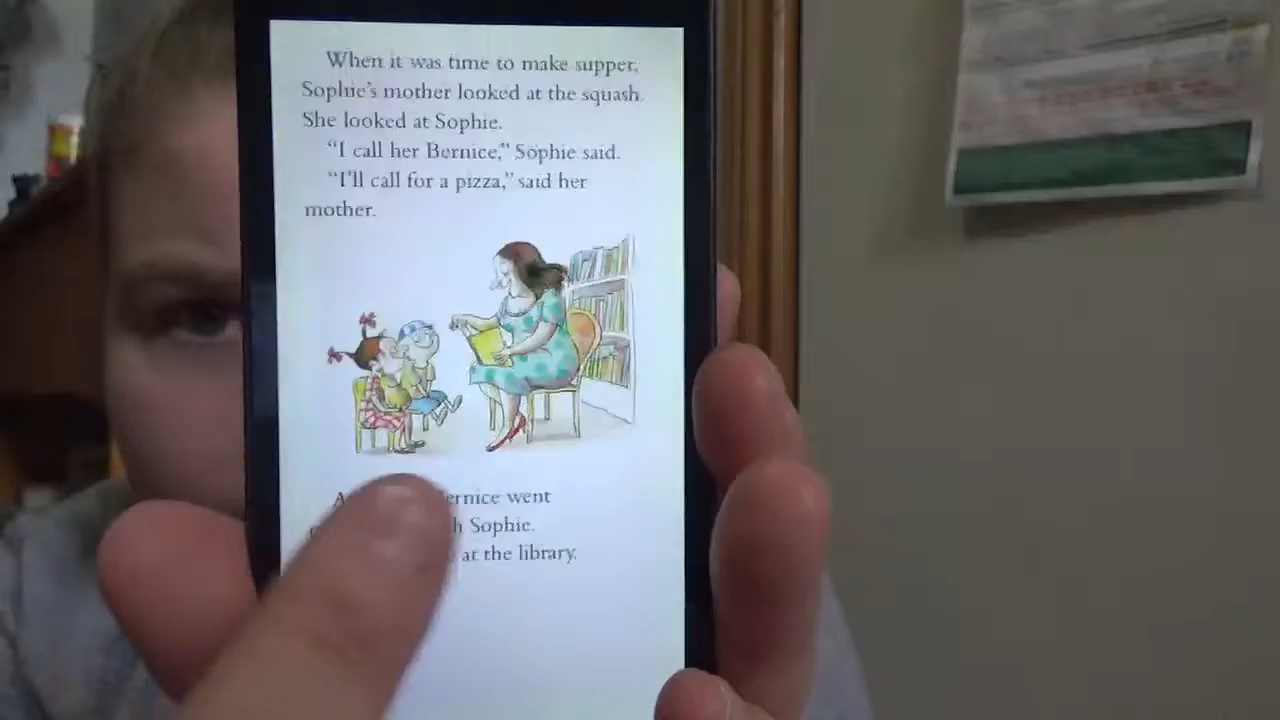 When it was time to make supper,
Sophie's mother looked at the squash.
She looked at Sophie.
"I call her Bernice," Sophie said.
"I'll call for a pizza," said her
mother.
went
Sophie.
at the library.